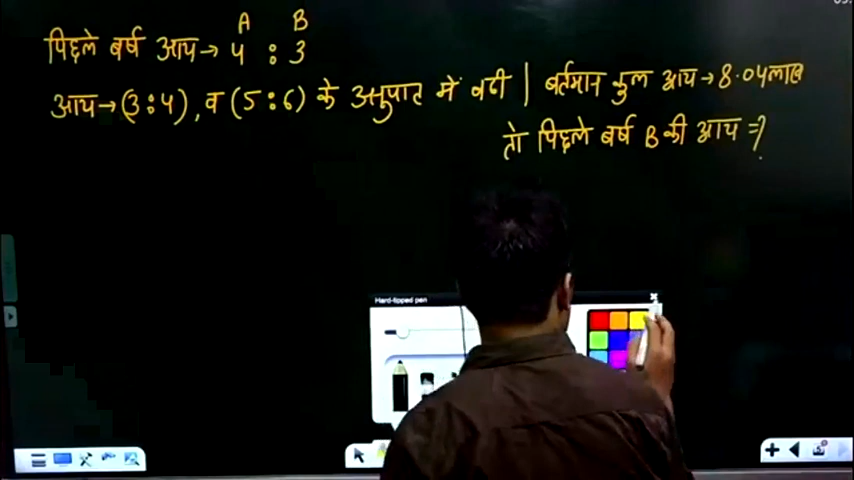 A B
पिछले वर्ष आय→ 4 : 3
आय→(3:4), व (5:6) के अनुपात में बढी | वर्तमान कुल आय→8.04लाख
तो पिछले वर्ष B की आय =?
Hard-tipped pen